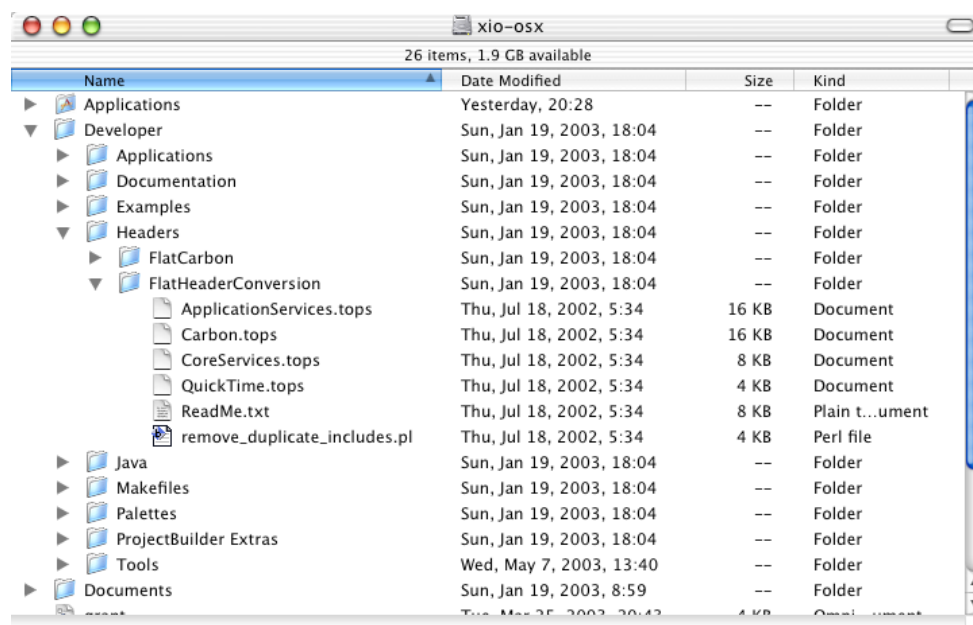 xio-osx
26 items, 1.9 GB available
Name Date Modified Size Kind
Applications Yesterday, 20:28 -- Folder
Developer Sun, Jan 19, 2003, 18:04 -- Folder
Applications Sun, Jan 19, 2003, 18:04 -- Folder
Documentation Sun, Jan 19, 2003, 18:04 -- Folder
Examples Sun, Jan 19, 2003, 18:04 -- Folder
Headers Sun, Jan 19, 2003, 18:04 -- Folder
FlatCarbon Sun, Jan 19, 2003, 18:04 -- Folder
FlatHeaderConversion Sun, Jan 19, 2003, 18:04 -- Folder
ApplicationServices.tops Thu, Jul 18, 2002, 5:34 16 KB Document
Carbon.tops Thu, Jul 18, 2002, 5:34 16 KB Document
CoreServices.tops Thu, Jul 18, 2002, 5:34 8 KB Document
QuickTime.tops Thu, Jul 18, 2002, 5:34 4 KB Document
ReadMe.txt Thu, Jul 18, 2002, 5:34 8 KB Plain t...ument
remove_duplicate_includes.pl Thu, Jul 18, 2002, 5:34 4 KB Perl file
Java Sun, Jan 19, 2003, 18:04 -- Folder
Makefiles Sun, Jan 19, 2003, 18:04 -- Folder
Palettes Sun, Jan 19, 2003, 18:04 -- Folder
ProjectBuilder Extras Sun, Jan 19, 2003, 18:04 -- Folder
Tools Wed, May 7, 2003, 13:40 -- Folder
Documents Sun, Jan 19, 2003, 8:59 -- Folder
Tue, Mar 25, 2003, 20:43 4 KB